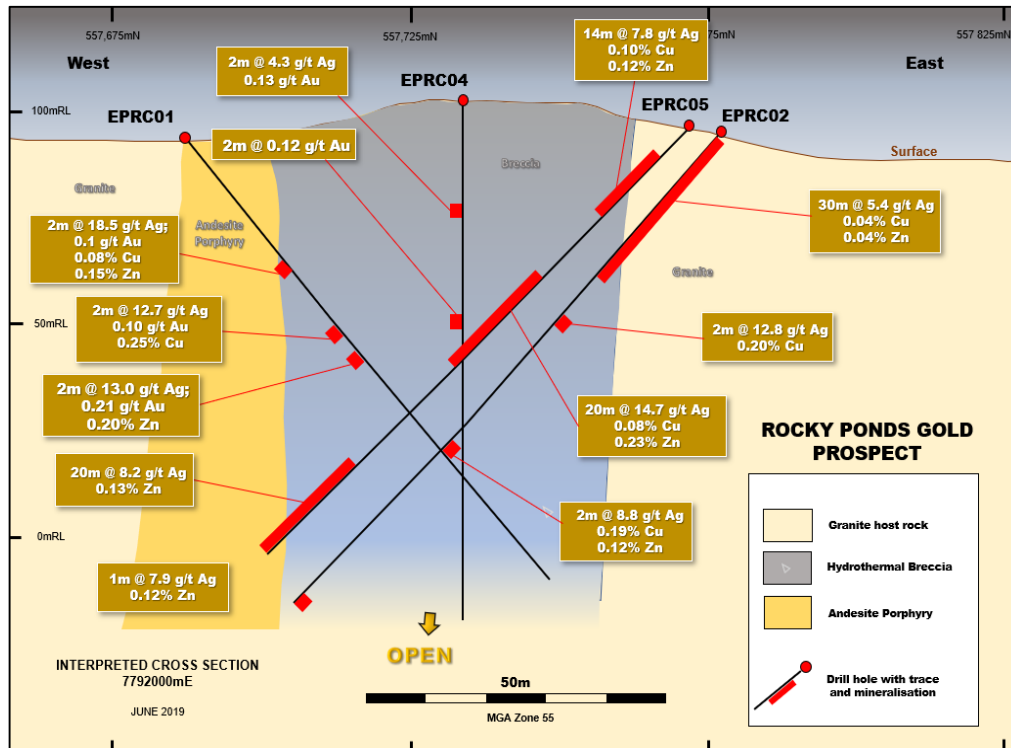 557,675mN
557,725mN
75mN
557 825mN
West
East
2m @ 4.3 g/t Ag
0.13 g/t Au
14m @ 7.8 g/t Ag
0.10% Cu
0.12% Zn
EPRC04
100mRL
EPRC01
EPRC05
EPRC02
2m @ 0.12 g/t Au
Breccia
Surface
Granite
Andesite
Porphyry
2m @ 18.5 g/t Ag;
0.1 g/t Au
0.08% Cu
0.15% Zn
30m @ 5.4 g/t Ag
0.04% Cu
0.04% Zn
Granite
2m @ 12.7 g/t Ag
0.10 g/t Au
0.25% Cu
50mRL
2m @ 12.8 g/t Ag
0.20% Cu
2m @ 13.0 g/t Ag;
0.21 g/t Au
0.20% Zn
20m @ 14.7 g/t Ag
0.08% Cu
0.23% Zn
20m @ 8.2 g/t Ag
0.13% Zn
2m @ 8.8 g/t Ag
0.19% Cu
0.12% Zn
0mRL
1m @ 7.9 g/t Ag
0.12% Zn
OPEN
INTERPRETED CROSS SECTION
7792000mE
JUNE 2019
50m
MGA Zone 55
ROCKY PONDS GOLD
PROSPECT
Granite host rock
Hydrothermal Breccia
Andesite Porphyry
Drill hole with trace
and mineralisation